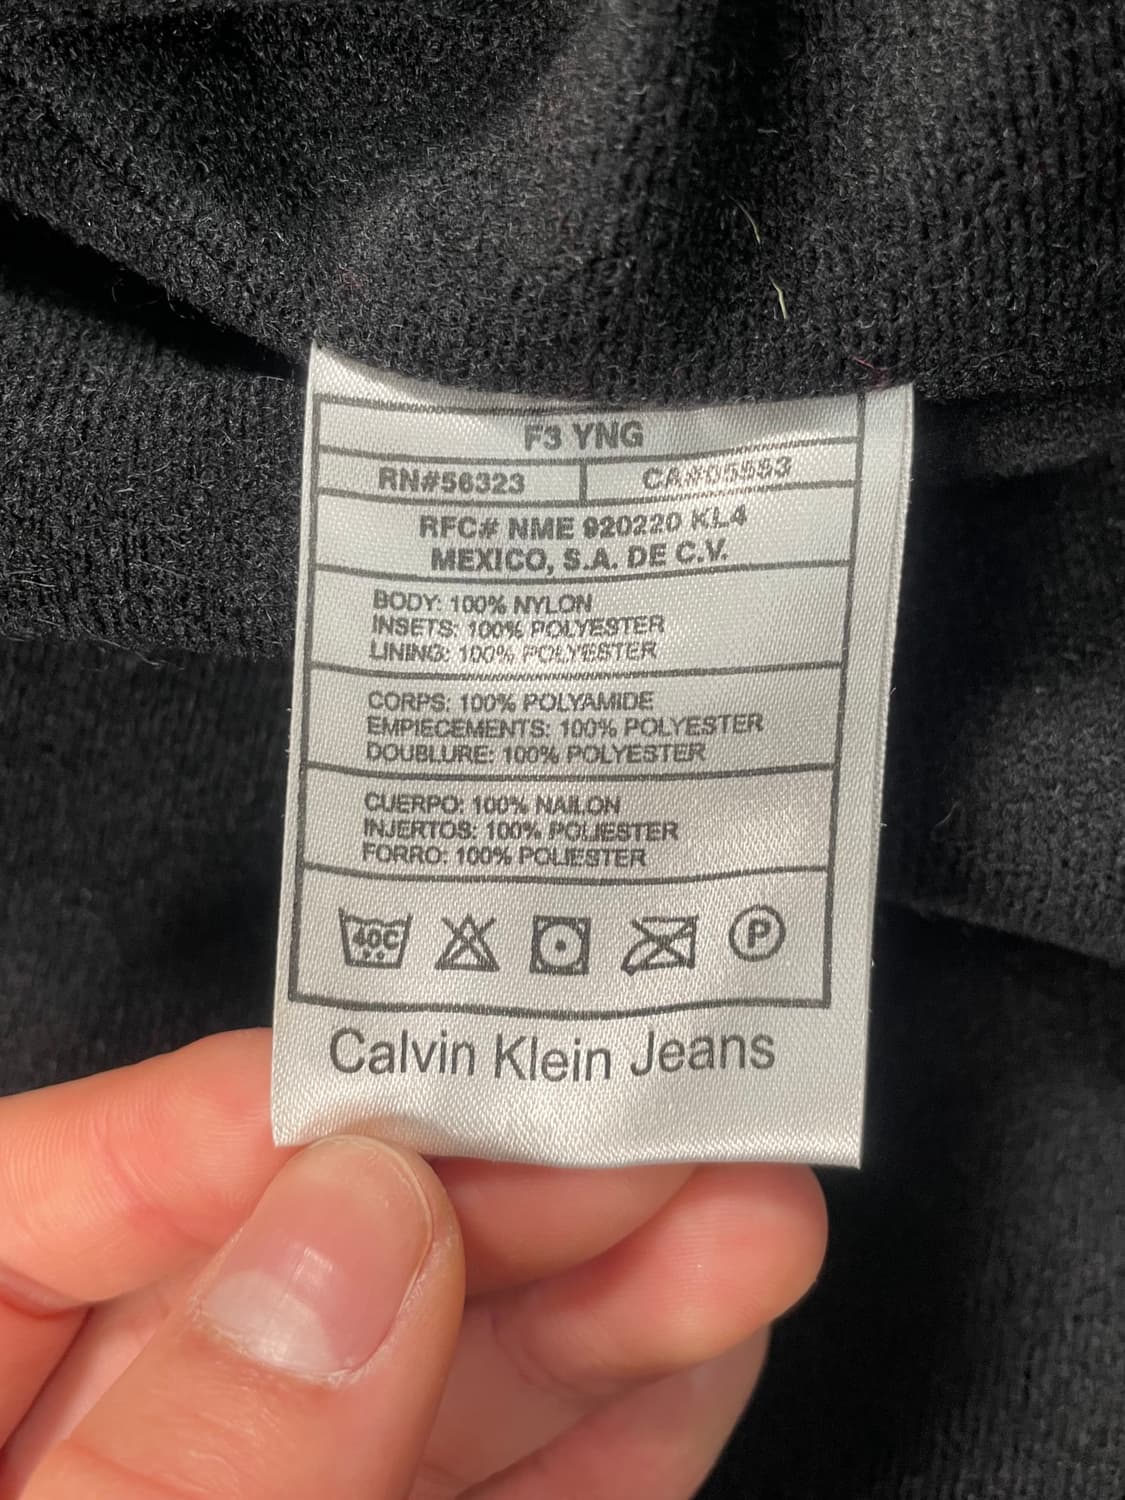 F3 YNG
RN#56323 CA#05553
RFC# NME 920220 KL4
MEXICO, S.A. DE C.V.
BODY: 100% NYLON
INSETS: 100% POLYESTER
LINING: 100% POLYESTER
CORPS: 100% POLYAMIDE
EMPIECEMENTS: 100% POLYESTER
DOUBLURE: 100% POLYESTER
CUERPO: 100% NAILON
INJERTOS: 100% POLIESTER
FORRO: 100% POLIESTER
40C P
Calvin Klein Jeans